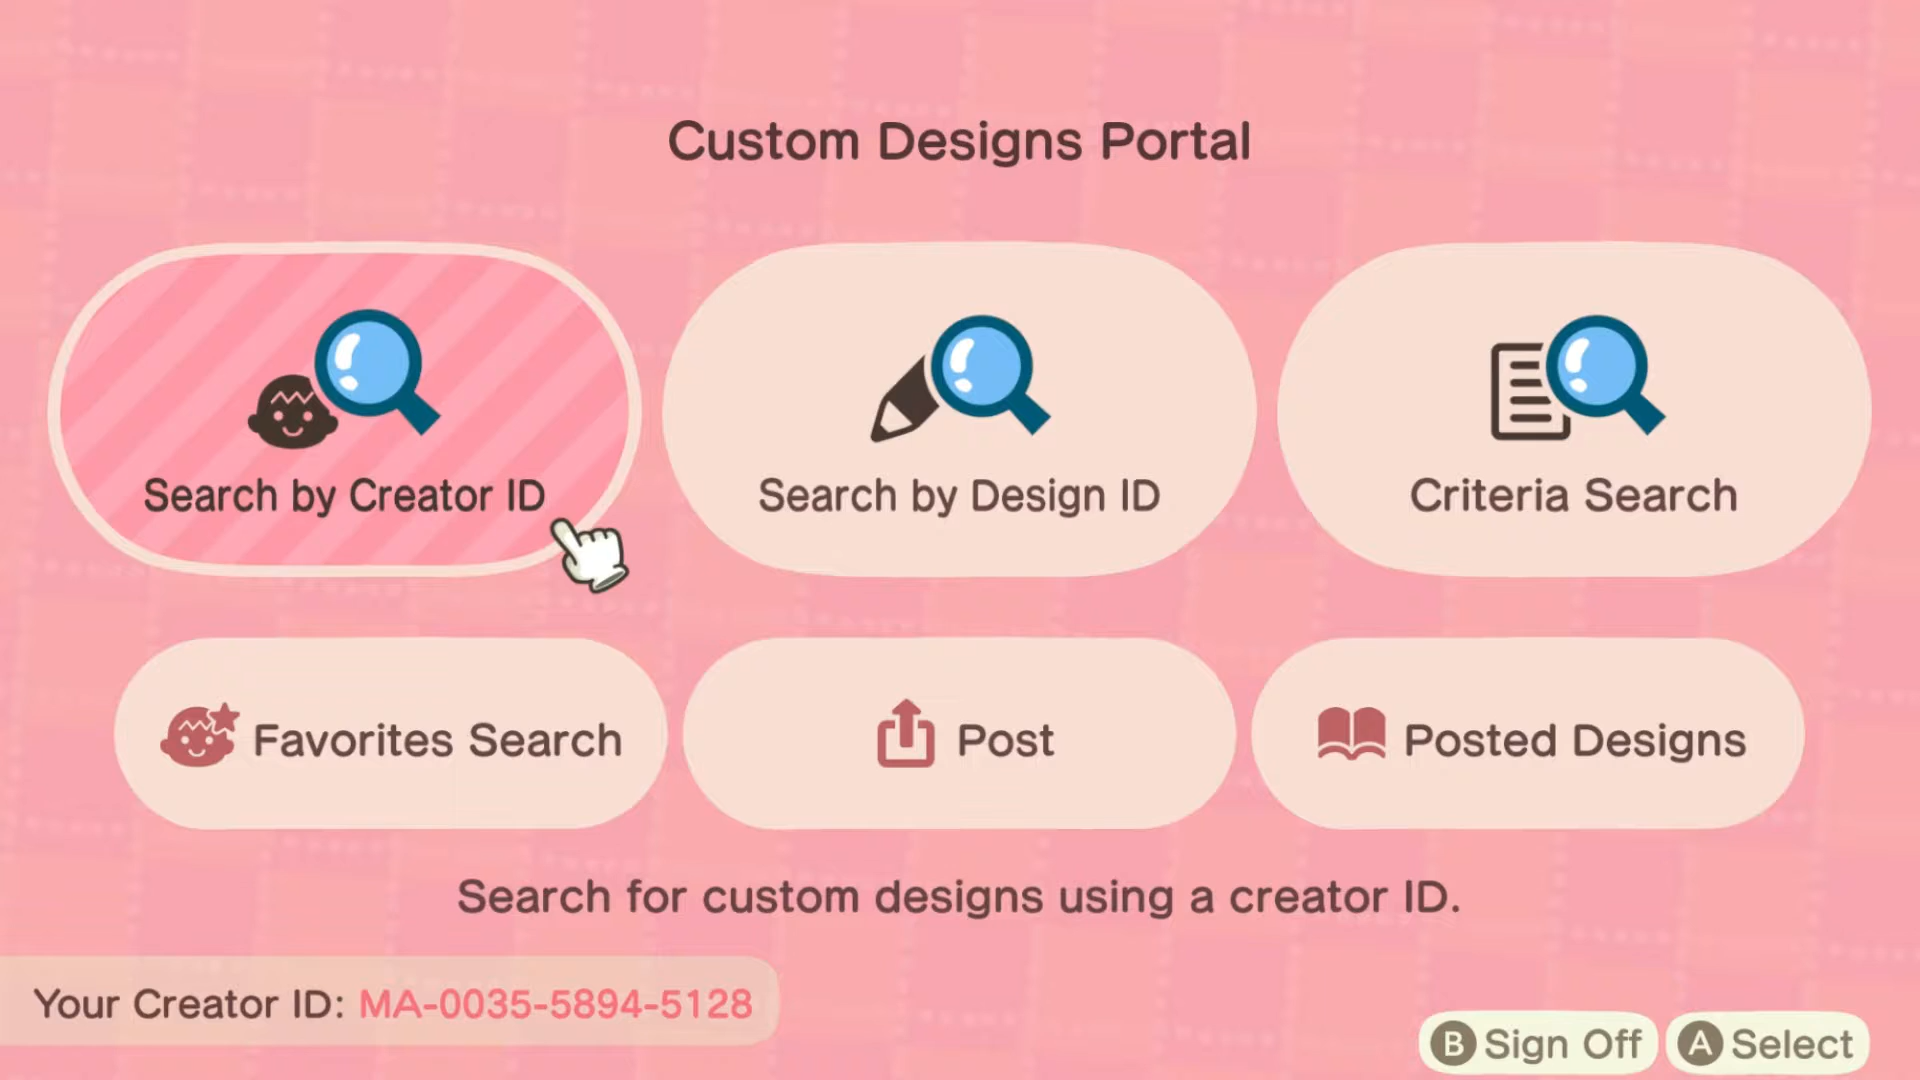 Custom Designs Portal
Search by Creator ID
Search by Design ID
Criteria Search
Favorites Search
Post
Posted Designs
Search for custom designs using a creator ID.
Your Creator ID: MA-0035-5894-5128
B Sign Off
A Select